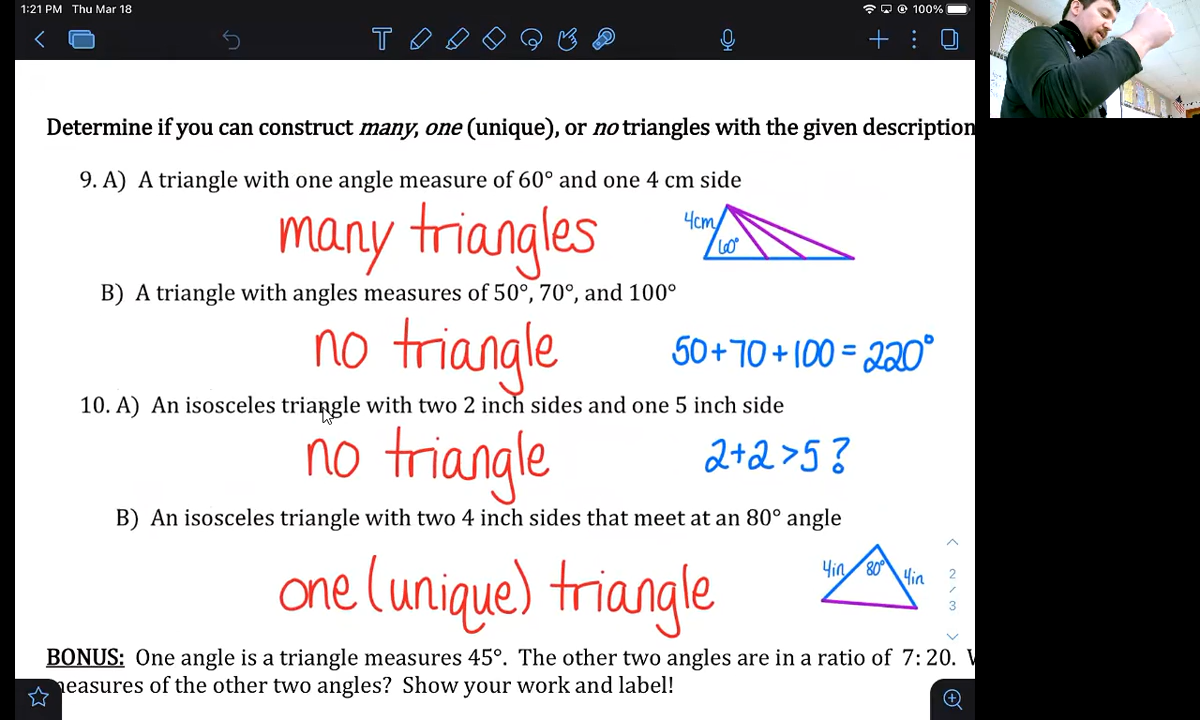 1:21 PM Thu Mar 18
100%
T
Determine if you can construct many, one (unique), or no triangles with the given description
9. A) A triangle with one angle measure of 60° and one 4 cm side
many triangles
4cm
60°
B) A triangle with angles measures of 50°, 70°, and 100°
no triangle
50+70+100=220°
10. A) An isosceles triangle with two 2 inch sides and one 5 inch side
no triangle
2+2>5?
B) An isosceles triangle with two 4 inch sides that meet at an 80° angle
one (unique) triangle
4in 80° 4in
2
/
3
BONUS: One angle is a triangle measures 45°. The other two angles are in a ratio of 7: 20.
measures of the other two angles? Show your work and label!